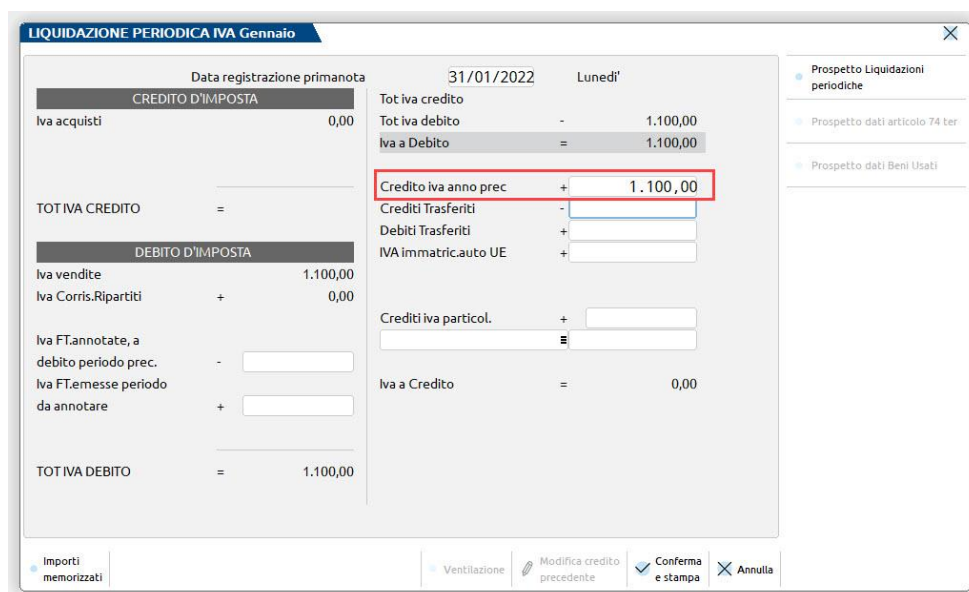 LIQUIDAZIONE PERIODICA IVA Gennaio
Data registrazione primanota 31/01/2022 Lunedi'
CREDITO D'IMPOSTA
Iva acquisti 0,00
TOT IVA CREDITO =
DEBITO D'IMPOSTA
Iva vendite 1.100,00
Iva Corris.Ripartiti + 0,00
Iva FT.annotate, a
debito periodo prec. -
Iva FT.emesse periodo
da annotare +
TOT IVA DEBITO = 1.100,00
Tot iva credito
Tot iva debito - 1.100,00
Iva a Debito = 1.100,00
Credito iva anno prec + 1.100,00
Crediti Trasferiti -
Debiti Trasferiti +
IVA immatric.auto UE +
Crediti iva particol. +
Iva a Credito = 0,00
Prospetto Liquidazioni
periodiche
Prospetto dati articolo 74 ter
Prospetto dati Beni Usati
Importi
memorizzati
Ventilazione
Modifica credito
precedente
Conferma
e stampa
Annulla